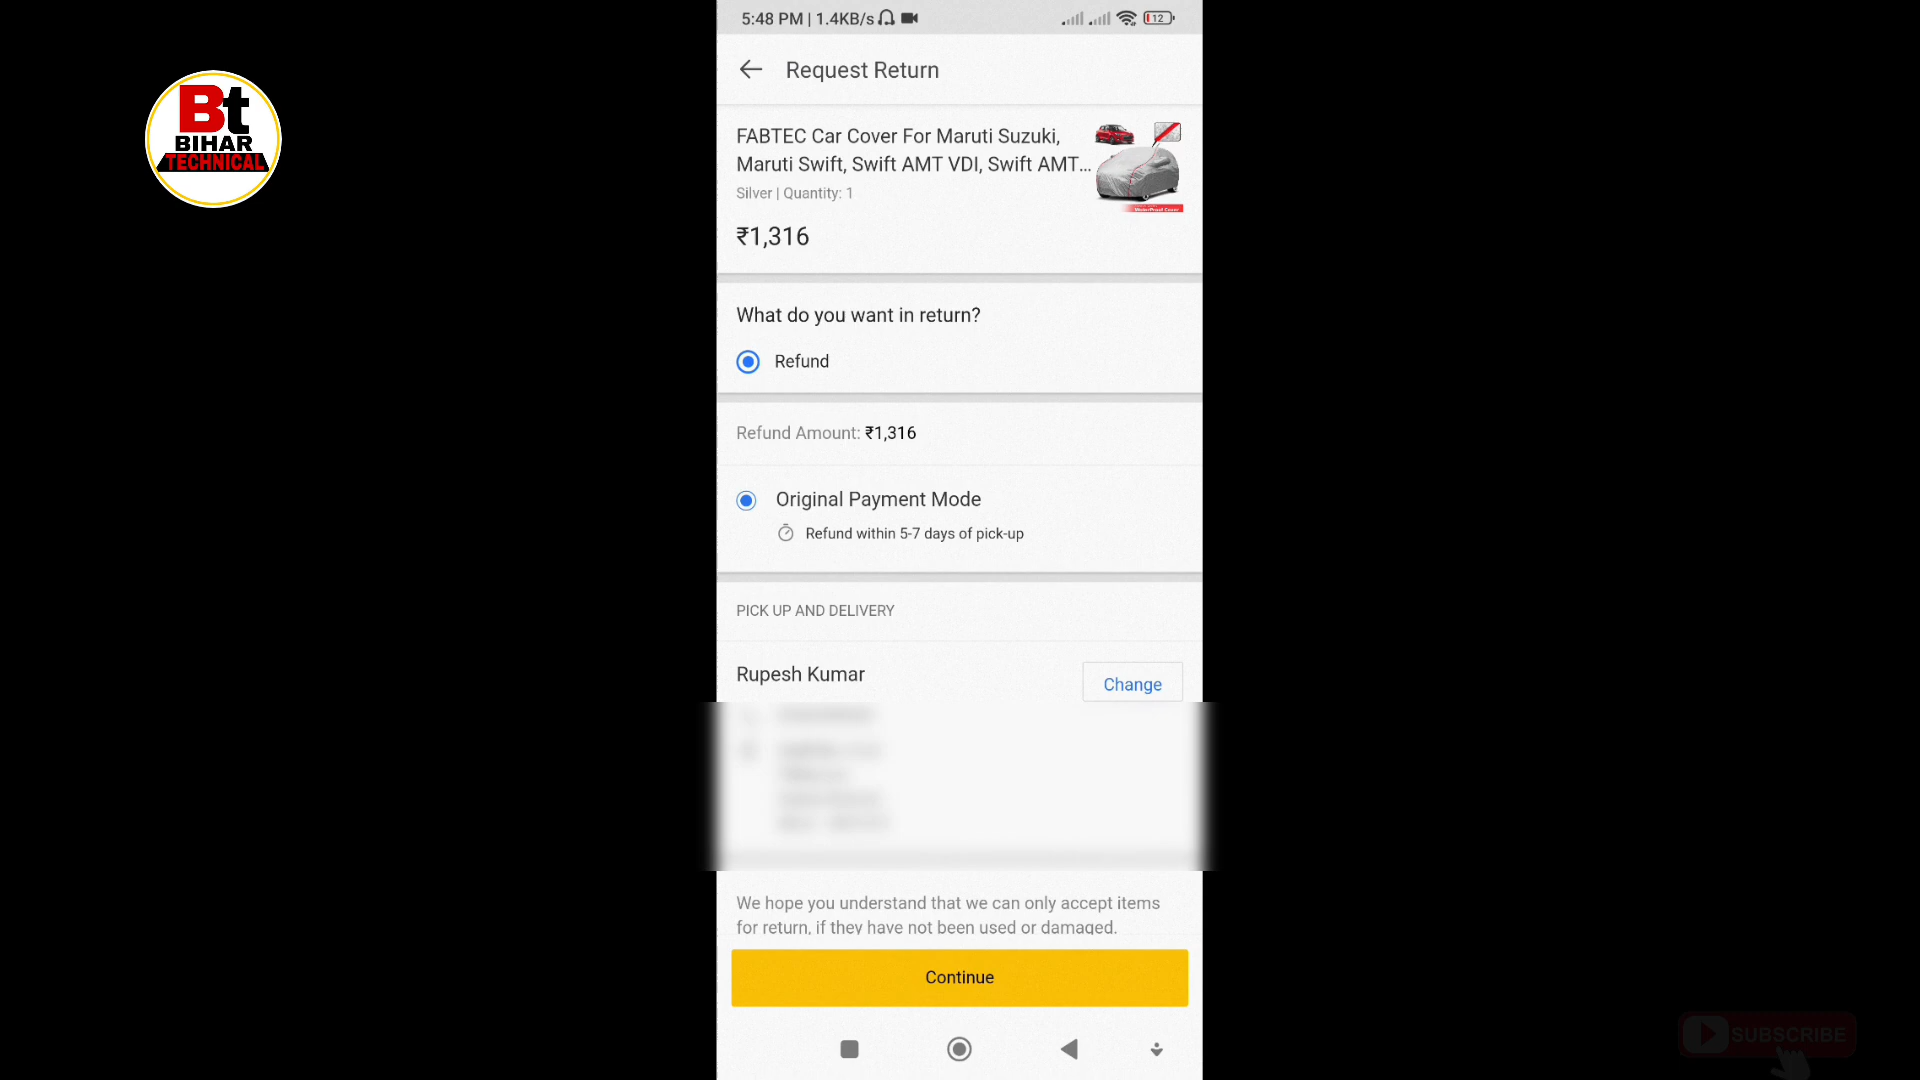 5:48 PM | 1.4KB/s
12
Bt
BIHAR
TECHNICAL
Request Return
FABTEC Car Cover For Maruti Suzuki,
Maruti Swift, Swift AMT VDI, Swift AMT...
Silver | Quantity: 1
WaterProof Cover
₹1,316
What do you want in return?
Refund
Refund Amount: ₹1,316
Original Payment Mode
Refund within 5-7 days of pick-up
PICK UP AND DELIVERY
Rupesh Kumar
Change
We hope you understand that we can only accept items
for return, if they have not been used or damaged.
Continue
SUBSCRIBE